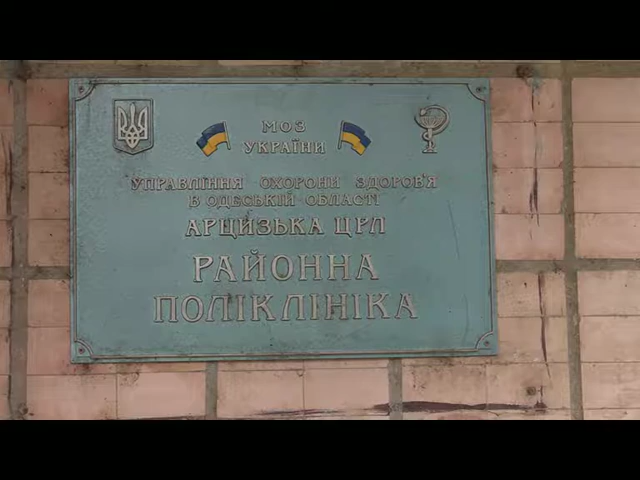 МОЗ
УКРАЇНИ
УПРАВЛІННЯ ОХОРОНИ ЗДОРОВ'Я
В ОДЕСЬКІЙ ОБЛАСТІ
АРЦИЗЬКА ЦРЛ
РАЙОННА
ПОЛІКЛІНІКА